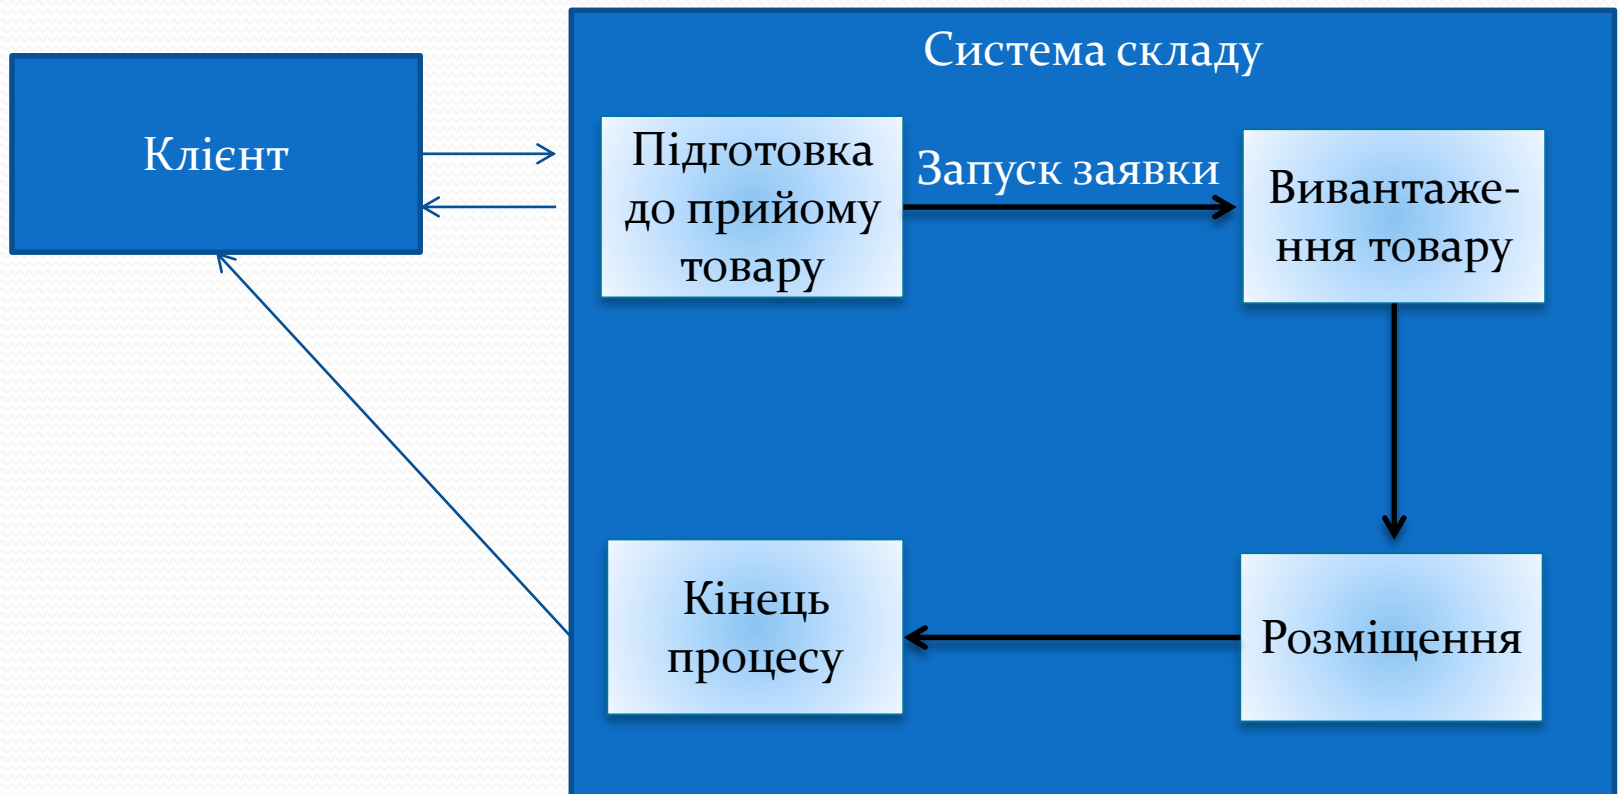 Система складу
Клієнт
Підготовка
до прийому
товару
Запуск заявки
Вивантаже-
ння товару
Кінець
процесу
Розміщення